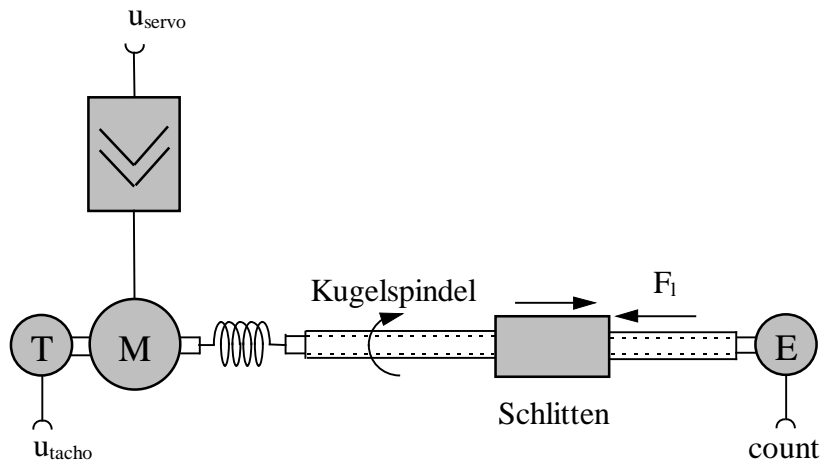 u_servo
Kugelspindel
F_l
T
M
E
Schlitten
u_tacho
count